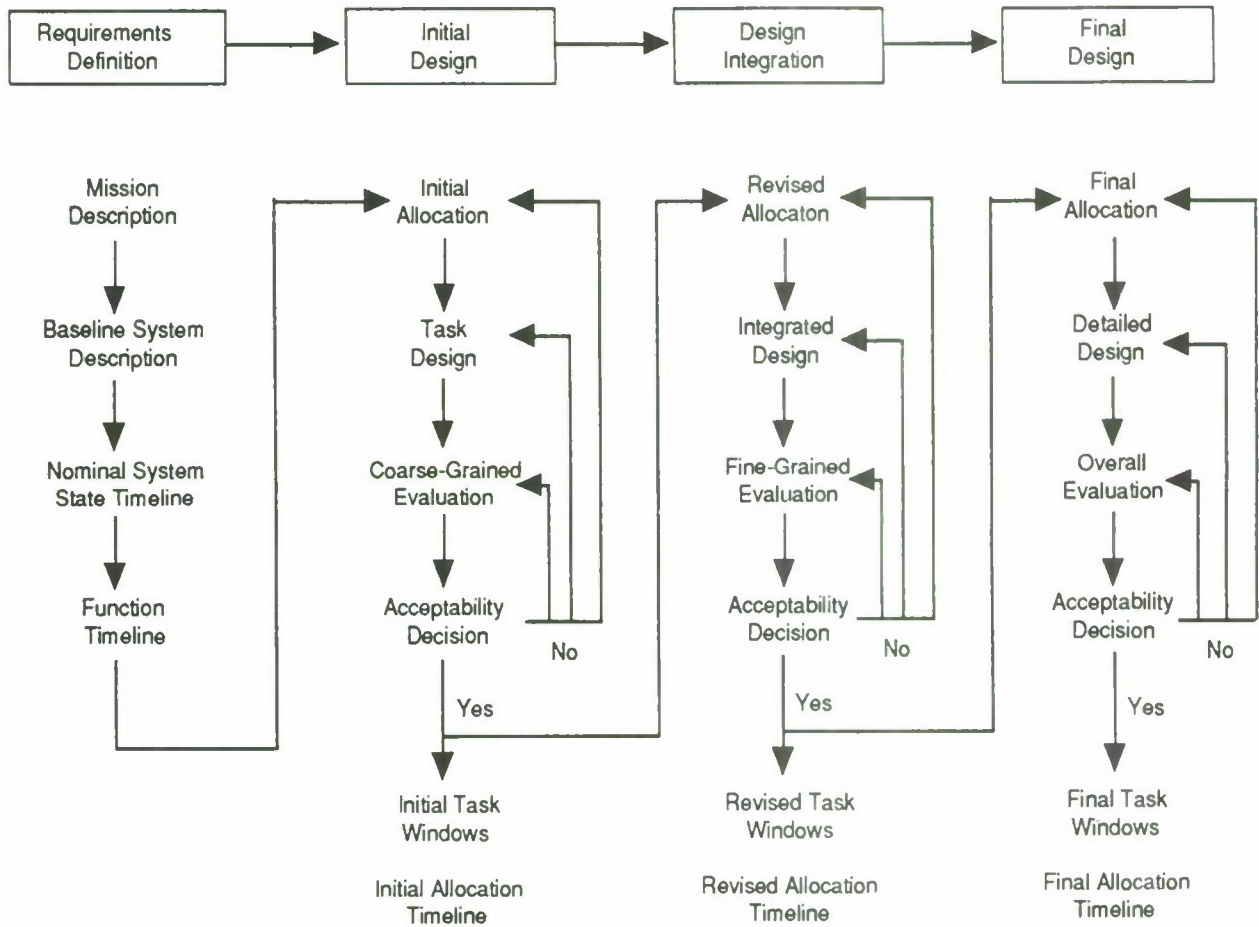 Requirements
Definition
Initial
Design
Design
Integration
Final
Design
Mission
Description
Baseline System
Description
Nominal System
State Timeline
Function
Timeline
Initial
Allocation
Task
Design
Coarse-Grained
Evaluation
Acceptability
Decision
No
Yes
Initial Task
Windows
Initial Allocation
Timeline
Revised
Allocaton
Integrated
Design
Fine-Grained
Evaluation
Acceptability
Decision
No
Yes
Revised Task
Windows
Revised Allocation
Timeline
Final
Allocation
Detailed
Design
Overall
Evaluation
Acceptability
Decision
No
Yes
Final Task
Windows
Final Allocation
Timeline